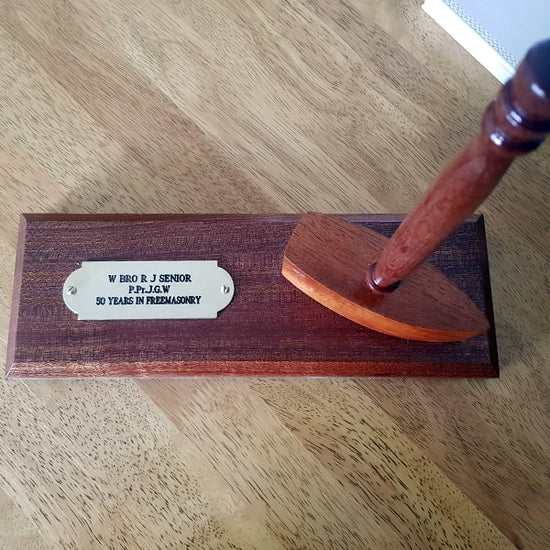 W BRO R J SENIOR
P.Pr.J.G.W
50 YEARS IN FREEMASONRY